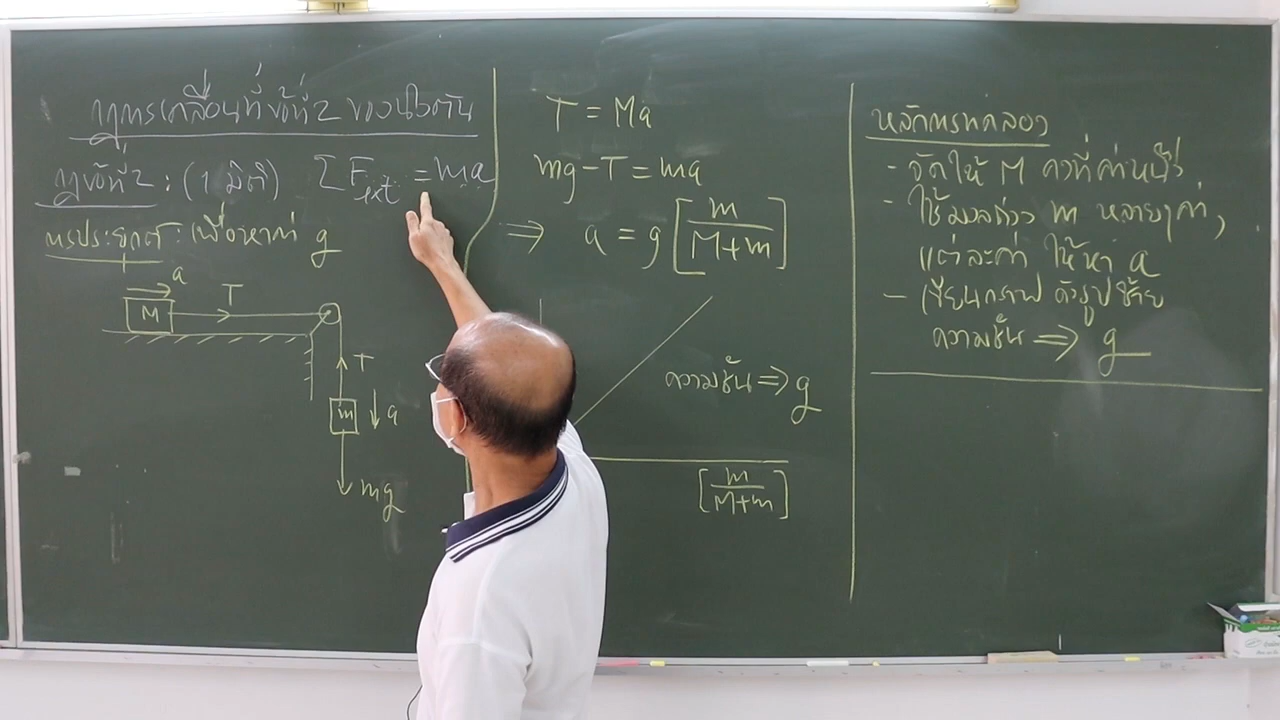 กฎการเคลื่อนที่ข้อที่ 2 ของนิวตัน
กฎข้อที่ 2 : (1 มิติ) ΣF_ext = ma
การประยุกต์ : เพื่อหาค่า g
a
M
T
T
m
a
mg
T = Ma
mg - T = ma
⇒ a = g [m/(M+m)]
ความชัน ⇒ g
[m/(M+m)]
หลักการทดลอง
- จัดให้ M คงที่ค่าหนึ่ง
- ใช้มวลถ่วง m หลายๆค่า,
แต่ละค่า ให้หา a
- เขียนกราฟ ดังรูปซ้าย
ความชัน ⇒ g